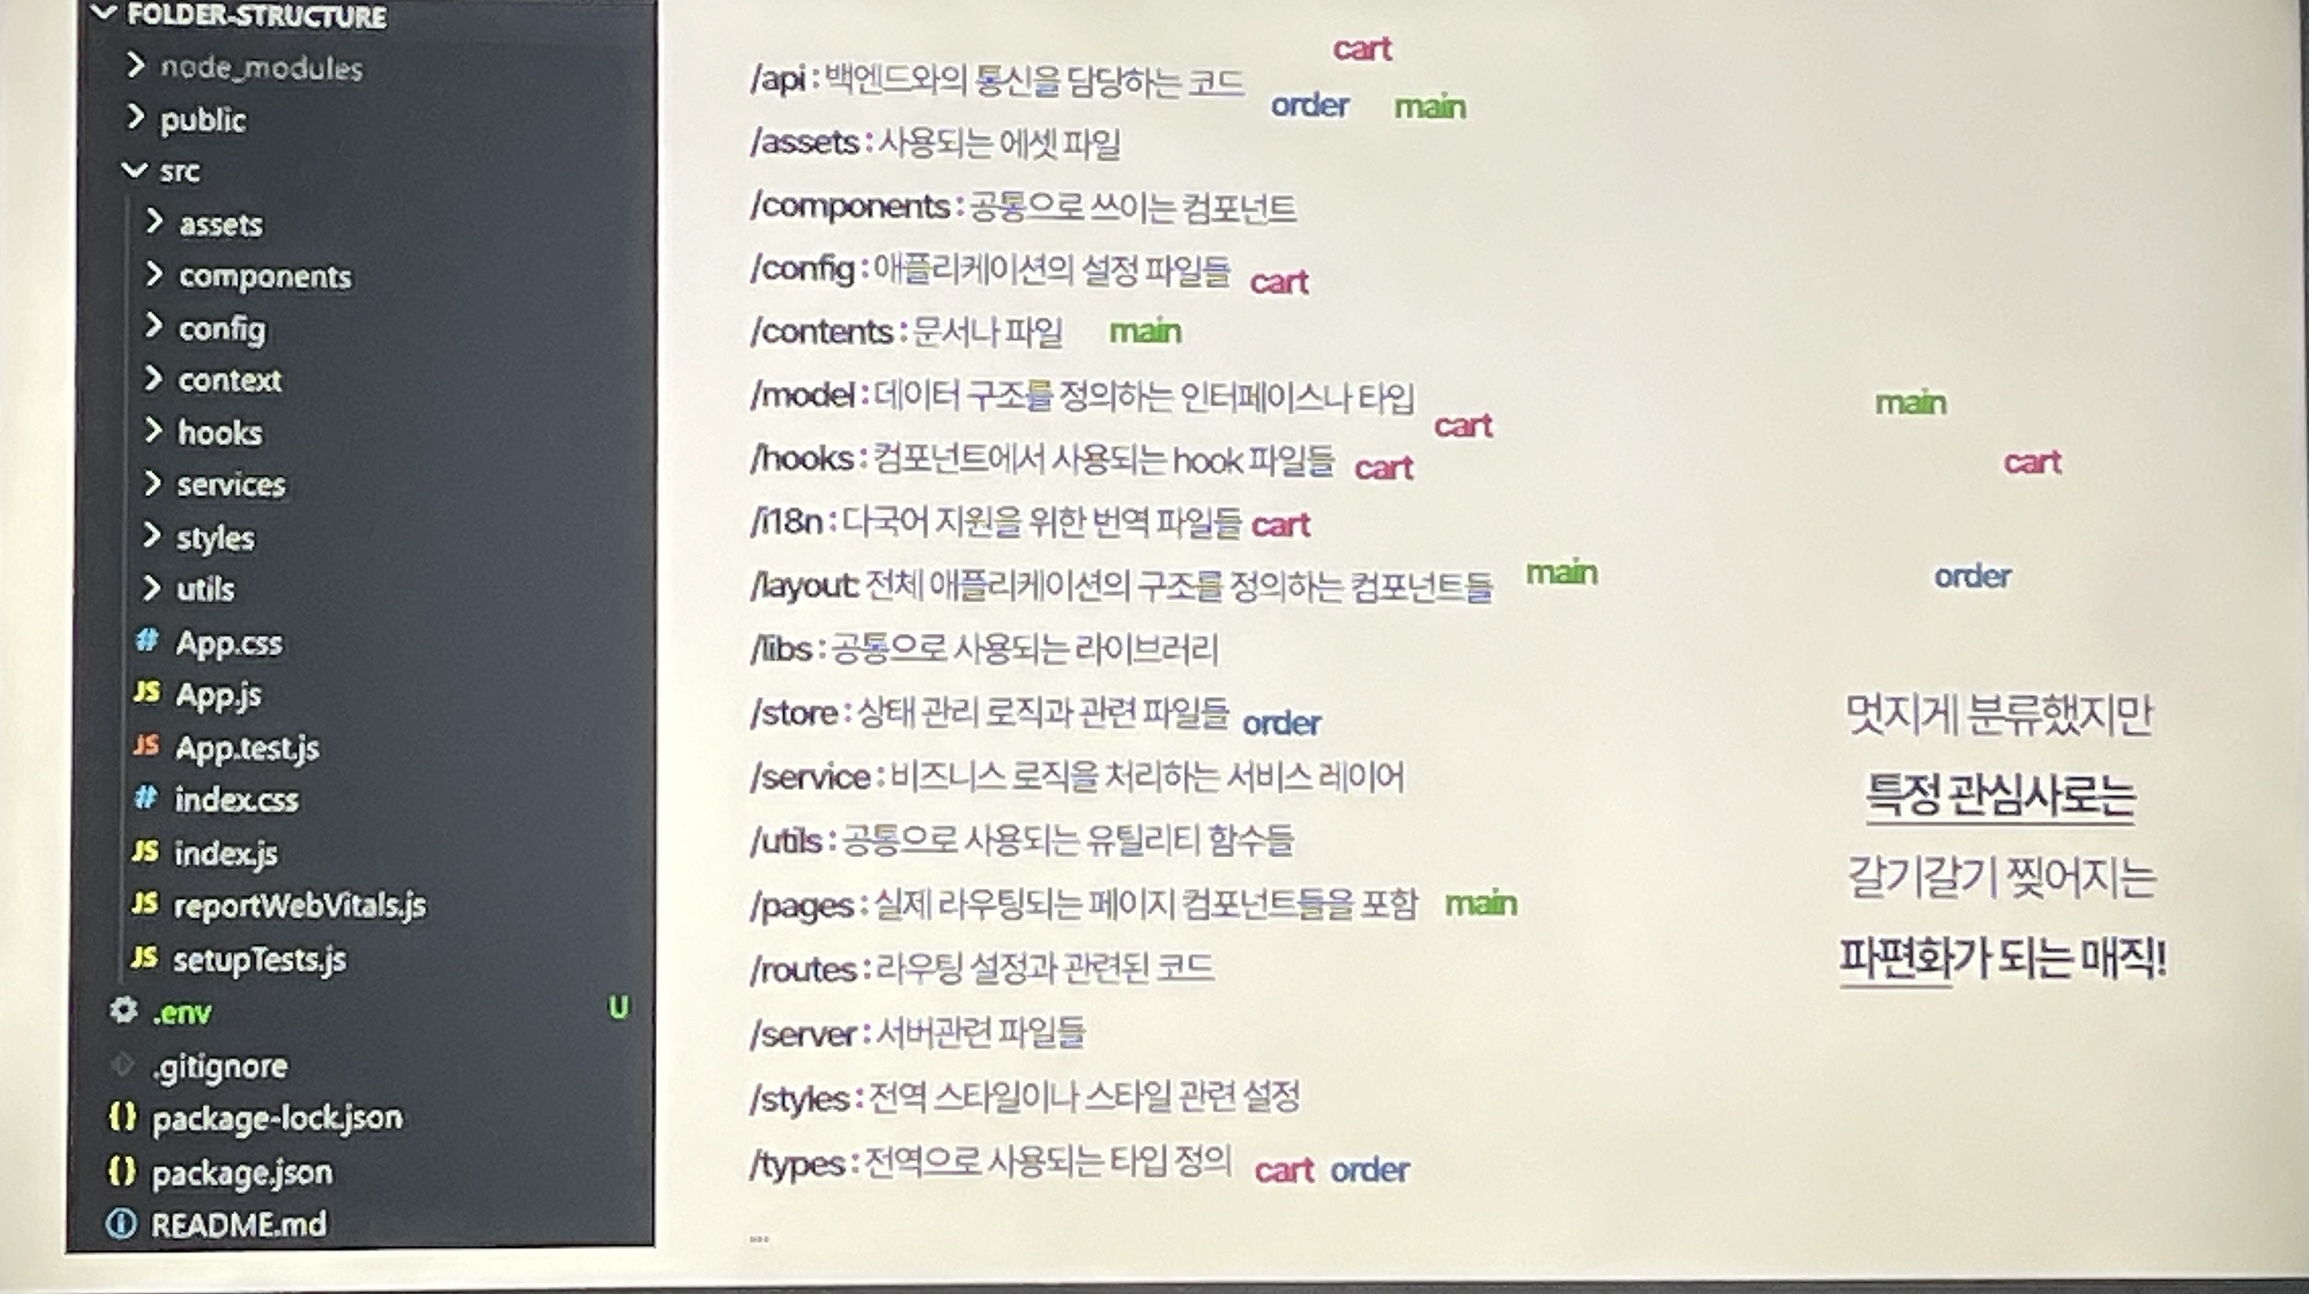 FOLDER-STRUCTURE
node_modules
public
src
assets
components
config
context
hooks
services
styles
utils
# App.css
JS App.js
JS App.test.js
# index.css
JS index.js
JS reportWebVitals.js
JS setupTests.js
.env U
.gitignore
{} package-lock.json
{} package.json
README.md
cart
/api : 백엔드와의 통신을 담당하는 코드
order main
/assets : 사용되는 에셋 파일
/components : 공통으로 쓰이는 컴포넌트
/config : 애플리케이션의 설정 파일들 cart
/contents : 문서나 파일 main
/model : 데이터 구조를 정의하는 인터페이스나 타입
cart
/hooks : 컴포넌트에서 사용되는 hook 파일들 cart
/i18n : 다국어 지원을 위한 번역 파일들 cart
/layout: 전체 애플리케이션의 구조를 정의하는 컴포넌트들 main
/libs : 공통으로 사용되는 라이브러리
/store : 상태 관리 로직과 관련 파일들 order
/service : 비즈니스 로직을 처리하는 서비스 레이어
/utils : 공통으로 사용되는 유틸리티 함수들
/pages : 실제 라우팅되는 페이지 컴포넌트들을 포함 main
/routes : 라우팅 설정과 관련된 코드
/server : 서버관련 파일들
/styles : 전역 스타일이나 스타일 관련 설정
/types : 전역으로 사용되는 타입 정의 cart order
...
main
cart
order
멋지게 분류했지만
특정 관심사로는
갈기갈기 찢어지는
파편화가 되는 매직!